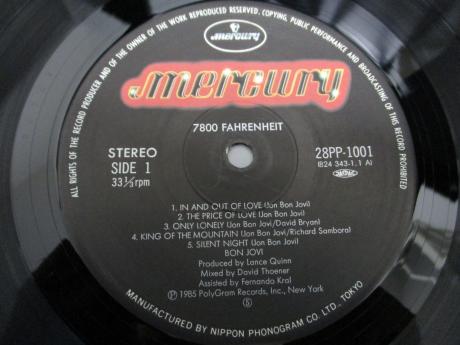 ALL RIGHTS OF THE RECORD PRODUCER AND OF THE OWNER OF THE WORK REPRODUCED RESERVED. COPYING, PUBLIC PERFORMANCE AND BROADCASTING OF THIS RECORD PROHIBITED.
mercury
mercury
7800 FAHRENHEIT
STEREO
SIDE 1
33⅓rpm
28PP-1001
(824 343-1.1 A)
1. IN AND OUT OF LOVE (Jon Bon Jovi)
2. THE PRICE OF LOVE (Jon Bon Jovi)
3. ONLY LONELY (Jon Bon Jovi/David Bryan)
4. KING OF THE MOUNTAIN (Jon Bon Jovi/Richard Sambora)
5. SILENT NIGHT (Jon Bon Jovi)
BON JOVI
Produced by Lance Quinn
Mixed by David Thoener
Assisted by Fernando Kral
Ⓟ1985 PolyGram Records, Inc., New York
Ⓢ
MANUFACTURED BY NIPPON PHONOGRAM CO. LTD., TOKYO